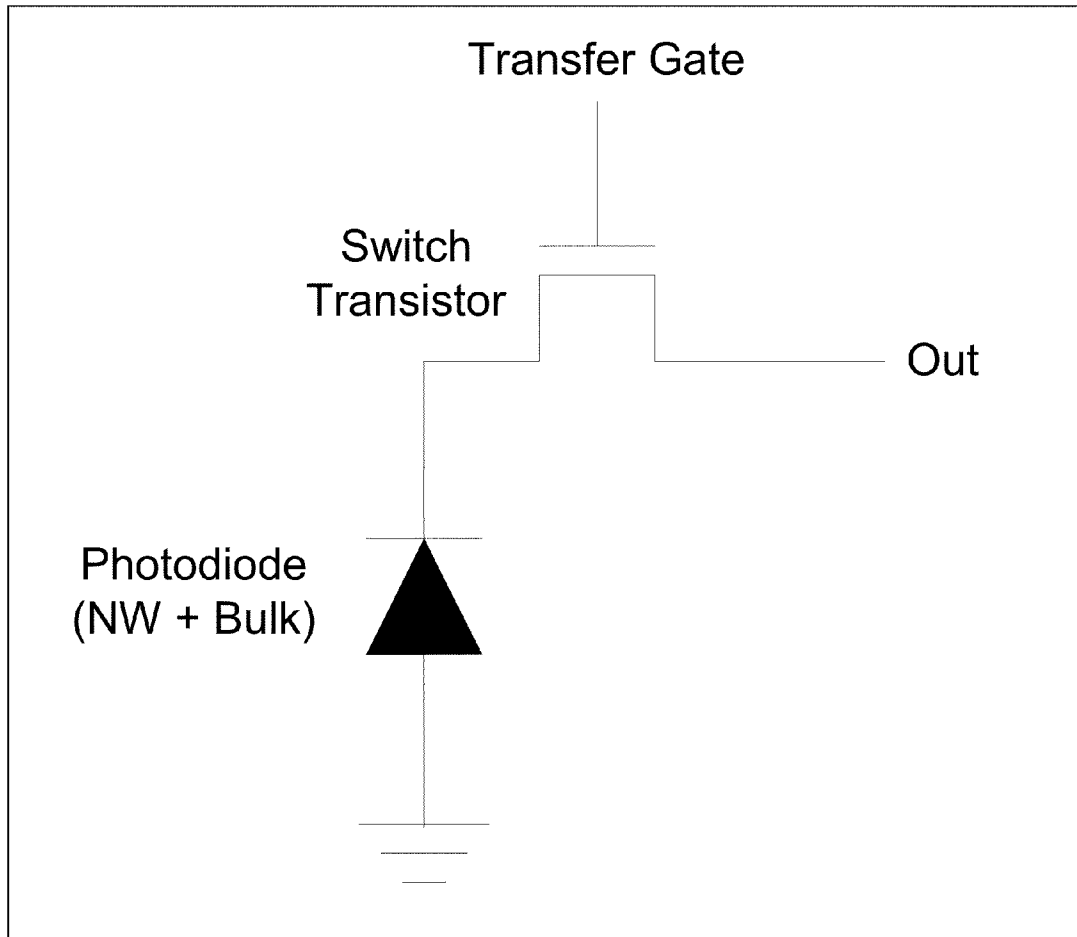 Transfer Gate
Switch
Transistor
Out
Photodiode
(NW + Bulk)